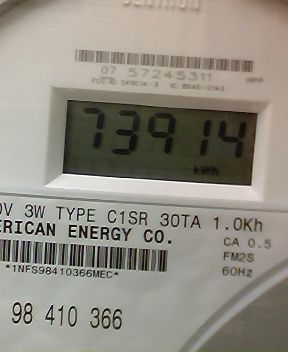 CENTRON
07 57245311
73914
kWh
0V 3W TYPE C1SR 30TA 1.0Kh
ERICAN ENERGY CO.
CA 0.5
FM2S
60Hz
*1NFS98410366MEC*
98 410 366